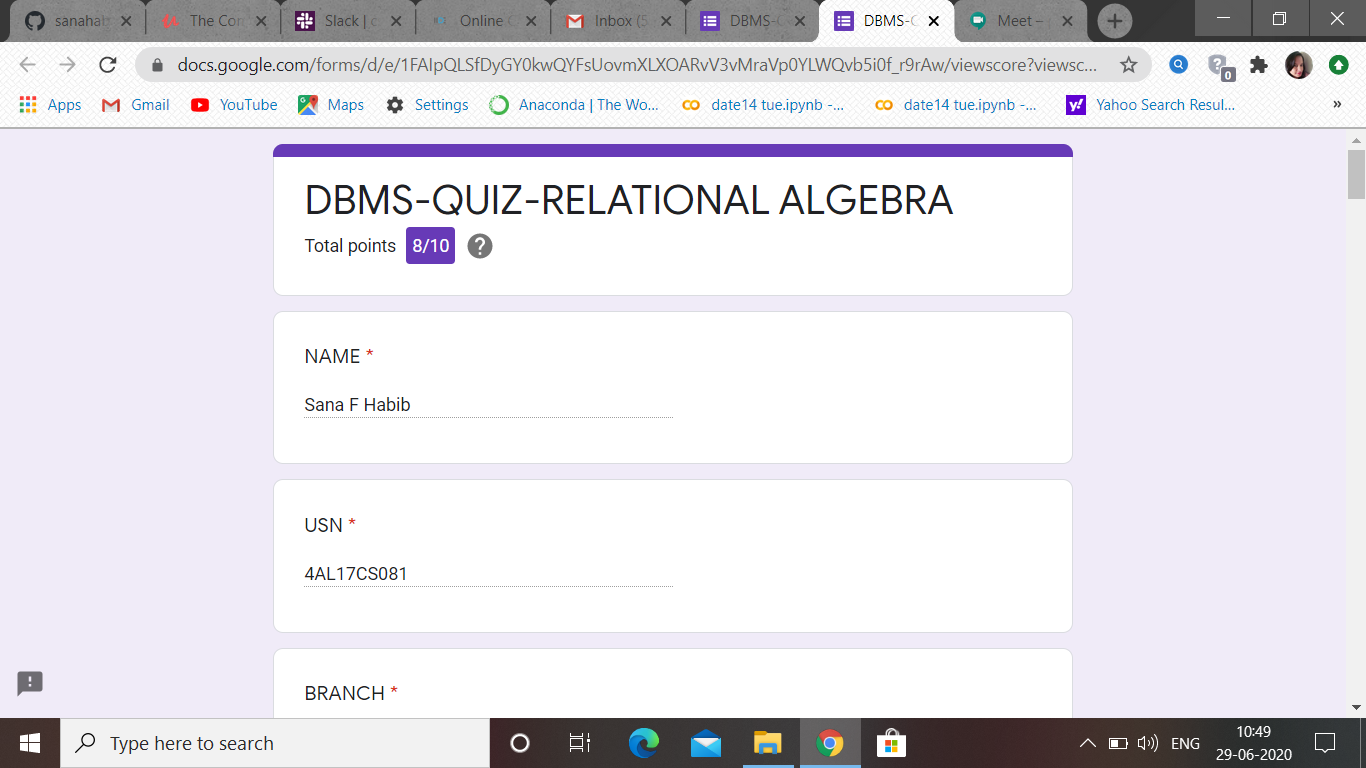 sanahab
The Con
Slack | c
Online C
Inbox (5
DBMS-Q
DBMS-Q
Meet –
docs.google.com/forms/d/e/1FAIpQLSfDyGY0kwQYFsUovmXLXOARvV3vMraVp0YLWQvb5i0f_r9rAw/viewscore?viewsc...
0
Apps
Gmail
YouTube
Maps
Settings
Anaconda | The Wo...
date14 tue.ipynb -...
date14 tue.ipynb -...
Yahoo Search Resul...
»
DBMS-QUIZ-RELATIONAL ALGEBRA
Total points 8/10 ?
NAME *
Sana F Habib
USN *
4AL17CS081
BRANCH *
Type here to search
ENG
10:49
29-06-2020